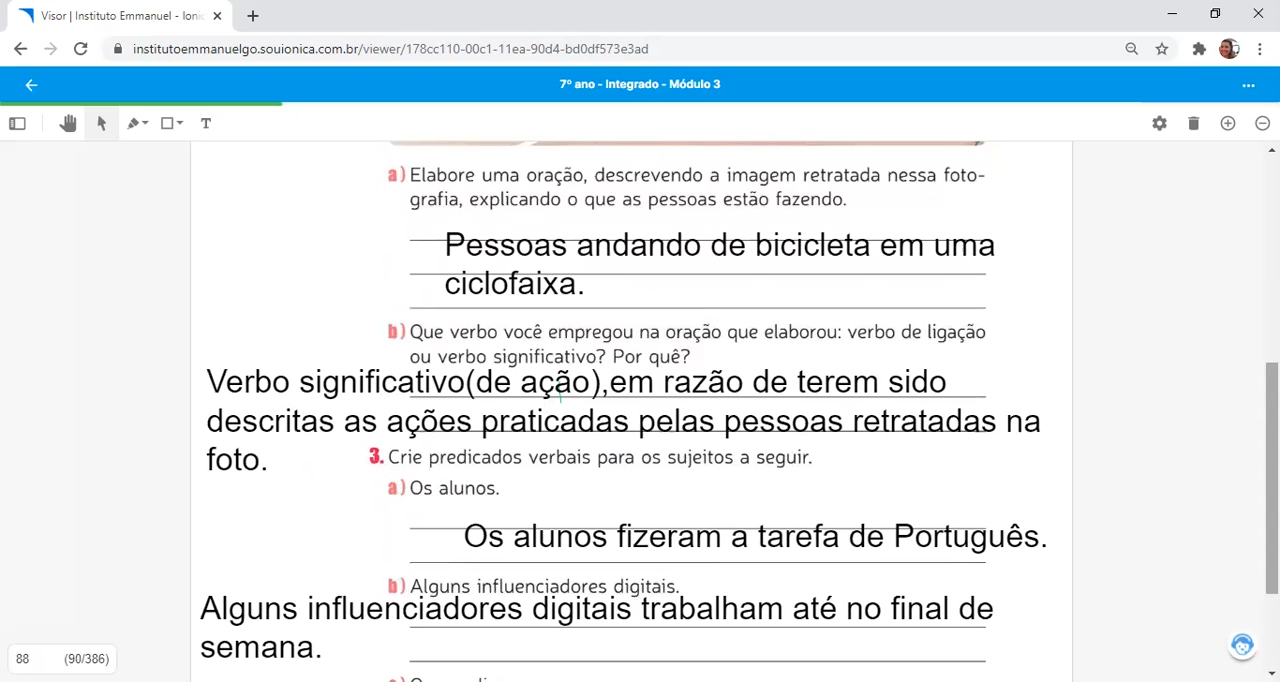 Visor | Instituto Emmanuel - Ionic
institutoemmanuelgo.souionica.com.br/viewer/178cc110-00c1-11ea-90d4-bd0df573e3ad
7º ano - Integrado - Módulo 3
T
a) Elabore uma oração, descrevendo a imagem retratada nessa foto-
grafia, explicando o que as pessoas estão fazendo.
Pessoas andando de bicicleta em uma
ciclofaixa.
b) Que verbo você empregou na oração que elaborou: verbo de ligação
ou verbo significativo? Por quê?
Verbo significativo(de ação),em razão de terem sido
descritas as ações praticadas pelas pessoas retratadas na
foto.
3. Crie predicados verbais para os sujeitos a seguir.
a) Os alunos.
Os alunos fizeram a tarefa de Português.
b) Alguns influenciadores digitais.
Alguns influenciadores digitais trabalham até no final de
semana.
88 (90/386)